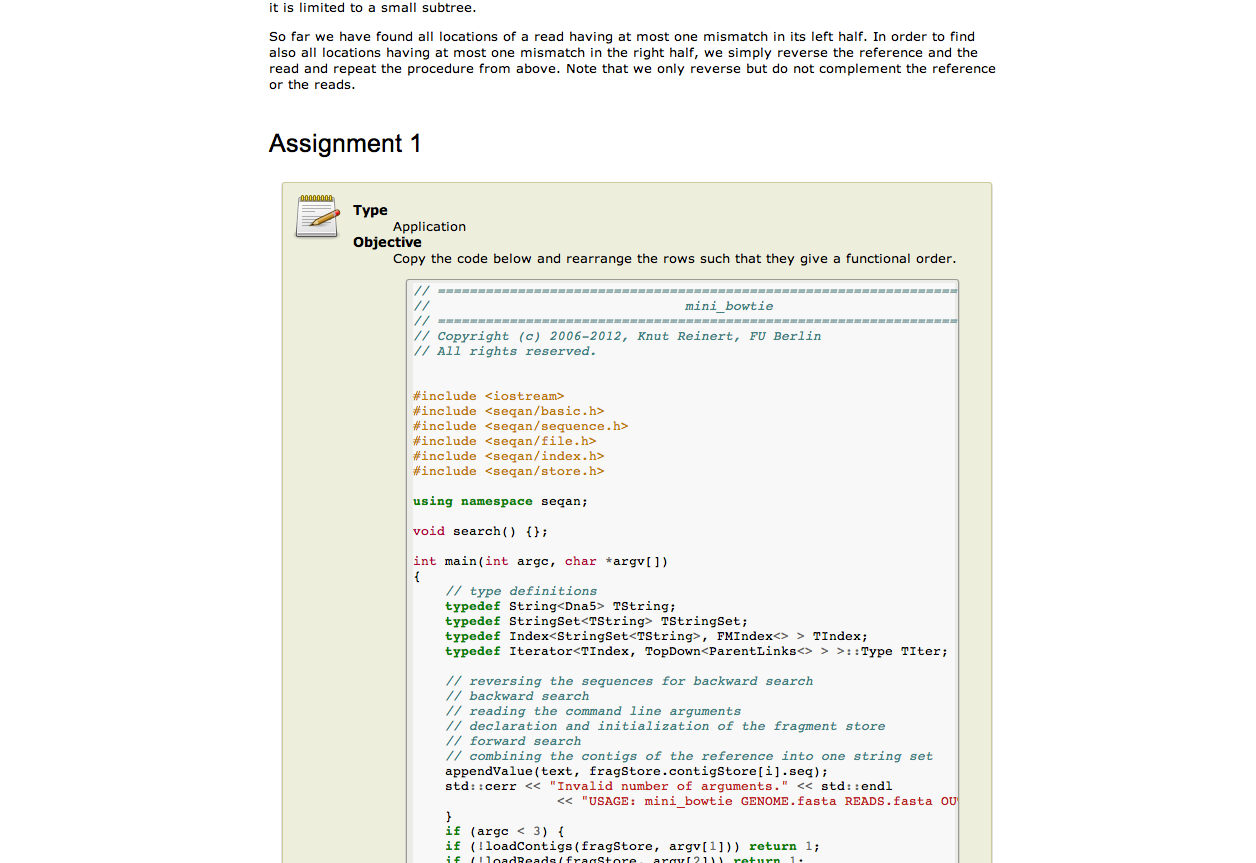 it is limited to a small subtree.
So far we have found all locations of a read having at most one mismatch in its left half. In order to find
also all locations having at most one mismatch in the right half, we simply reverse the reference and the
read and repeat the procedure from above. Note that we only reverse but do not complement the reference
or the reads.
Assignment 1
Type
Application
Objective
Copy the code below and rearrange the rows such that they give a functional order.
// =================================================================
// mini_bowtie
// =================================================================
// Copyright (c) 2006-2012, Knut Reinert, FU Berlin
// All rights reserved.
#include <iostream>
#include <seqan/basic.h>
#include <seqan/sequence.h>
#include <seqan/file.h>
#include <seqan/index.h>
#include <seqan/store.h>
using namespace seqan;
void search() {};
int main(int argc, char *argv[])
{
// type definitions
typedef String<Dna5> TString;
typedef StringSet<TString> TStringSet;
typedef Index<StringSet<TString>, FMIndex<> > TIndex;
typedef Iterator<TIndex, TopDown<ParentLinks<> > >::Type TIter;
// reversing the sequences for backward search
// backward search
// reading the command line arguments
// declaration and initialization of the fragment store
// forward search
// combining the contigs of the reference into one string set
appendValue(text, fragStore.contigStore[i].seq);
std::cerr << "Invalid number of arguments." << std::endl
<< "USAGE: mini_bowtie GENOME.fasta READS.fasta OU
}
if (argc < 3) {
if (!loadContigs(fragStore, argv[1])) return 1;
if (!loadReads(fragStore, argv[2])) return 1;